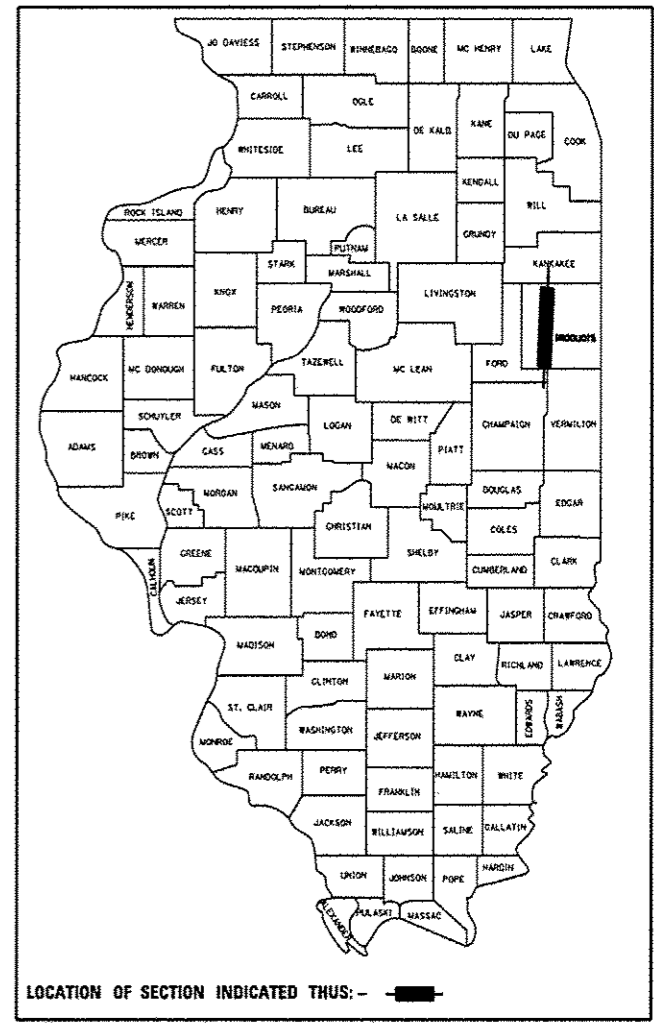 JO DAVIESS
STEPHENSON
WINNEBAGO
BOONE
MC HENRY
LAKE
CARROLL
OGLE
DE KALB
KANE
DU PAGE
COOK
WHITESIDE
LEE
KENDALL
WILL
ROCK ISLAND
HENRY
BUREAU
LA SALLE
GRUNDY
MERCER
PUTNAM
KANKAKEE
STARK
MARSHALL
HENDERSON
WARREN
KNOX
PEORIA
WOODFORD
LIVINGSTON
IROQUOIS
HANCOCK
MC DONOUGH
FULTON
TAZEWELL
MC LEAN
FORD
SCHUYLER
MASON
LOGAN
DE WITT
CHAMPAIGN
VERMILION
ADAMS
BROWN
CASS
MENARD
MACON
PIATT
PIKE
SCOTT
MORGAN
SANGAMON
CHRISTIAN
MOULTRIE
DOUGLAS
EDGAR
COLES
CALHOUN
GREENE
MACOUPIN
MONTGOMERY
SHELBY
CUMBERLAND
CLARK
JERSEY
FAYETTE
EFFINGHAM
JASPER
CRAWFORD
MADISON
BOND
CLAY
RICHLAND
LAWRENCE
ST. CLAIR
CLINTON
MARION
MONROE
WASHINGTON
JEFFERSON
WAYNE
EDWARDS
WABASH
RANDOLPH
PERRY
FRANKLIN
HAMILTON
WHITE
JACKSON
WILLIAMSON
SALINE
GALLATIN
UNION
JOHNSON
POPE
HARDIN
ALEXANDER
PULASKI
MASSAC
LOCATION OF SECTION INDICATED THUS: -